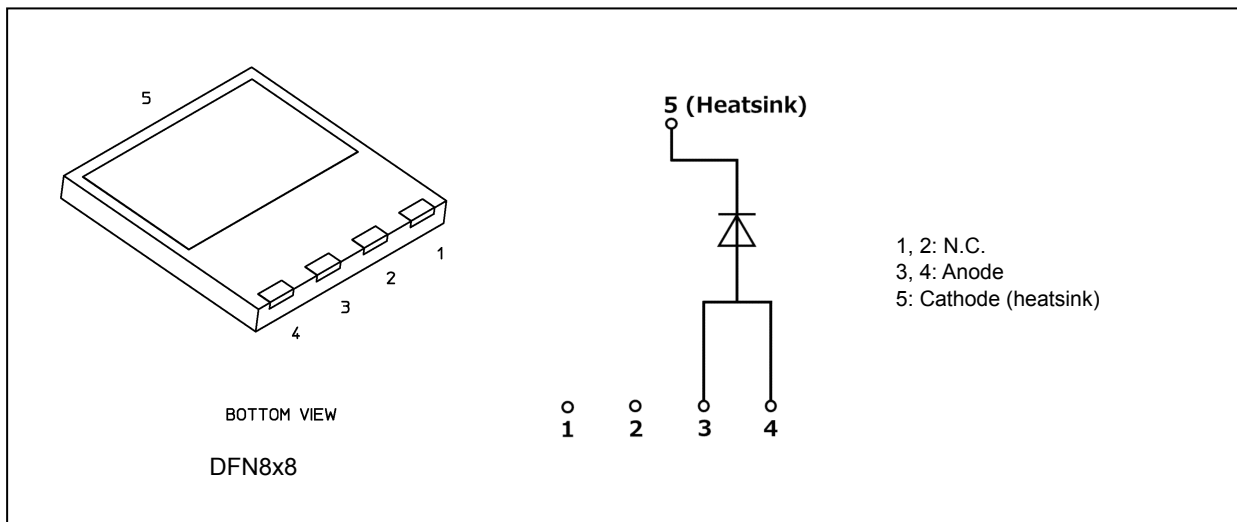 5
1
2
3
4
BOTTOM VIEW
DFN8x8
5 (Heatsink)
1
2
3
4
1, 2: N.C.
3, 4: Anode
5: Cathode (heatsink)